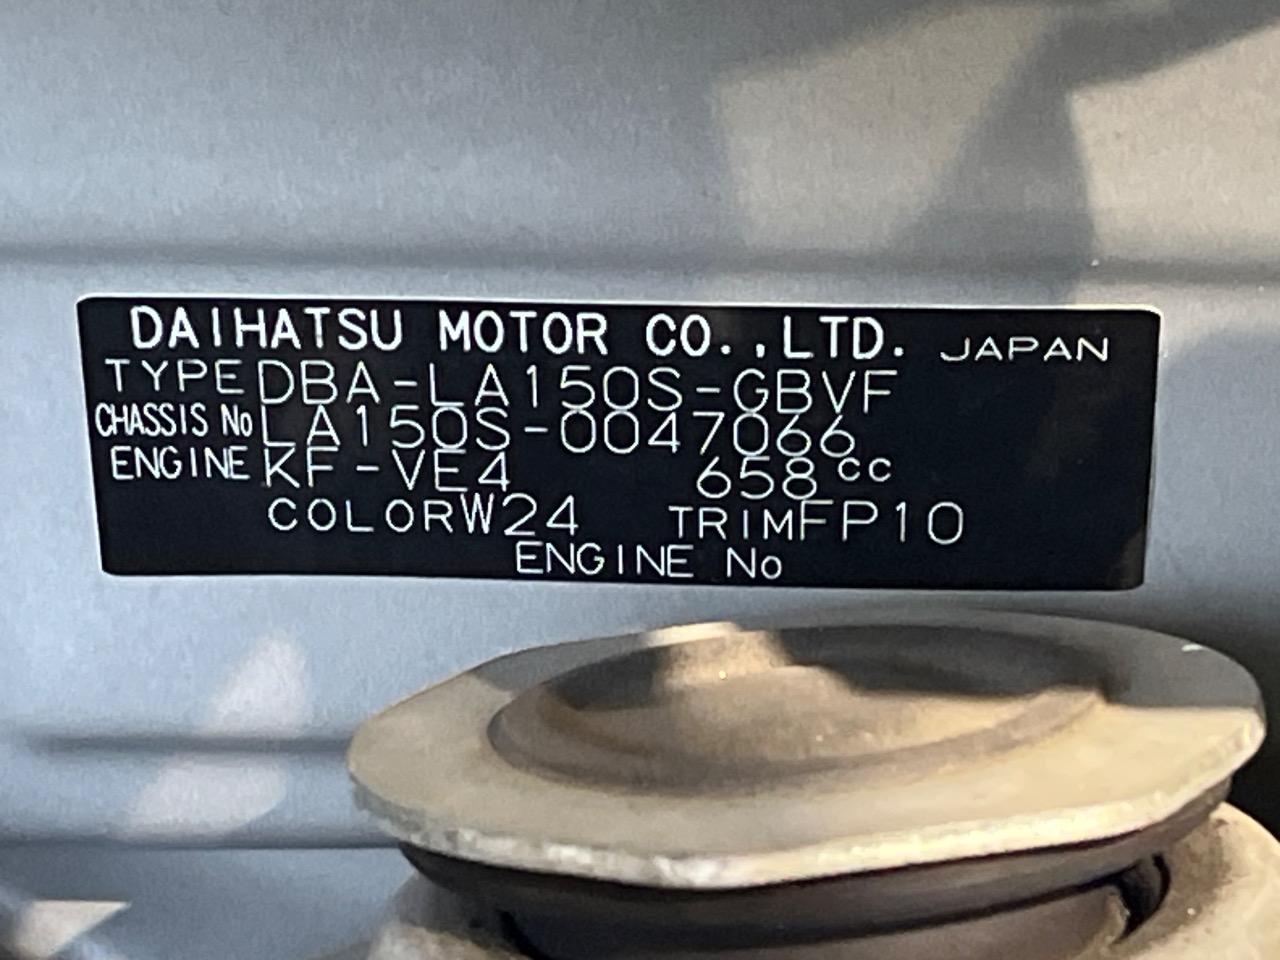 DAIHATSU MOTOR CO.,LTD. JAPAN
TYPE DBA-LA150S-GBVF
CHASSIS No LA150S-0047066
ENGINE KF-VE4 658cc
COLOR W24 TRIM FP10
ENGINE No